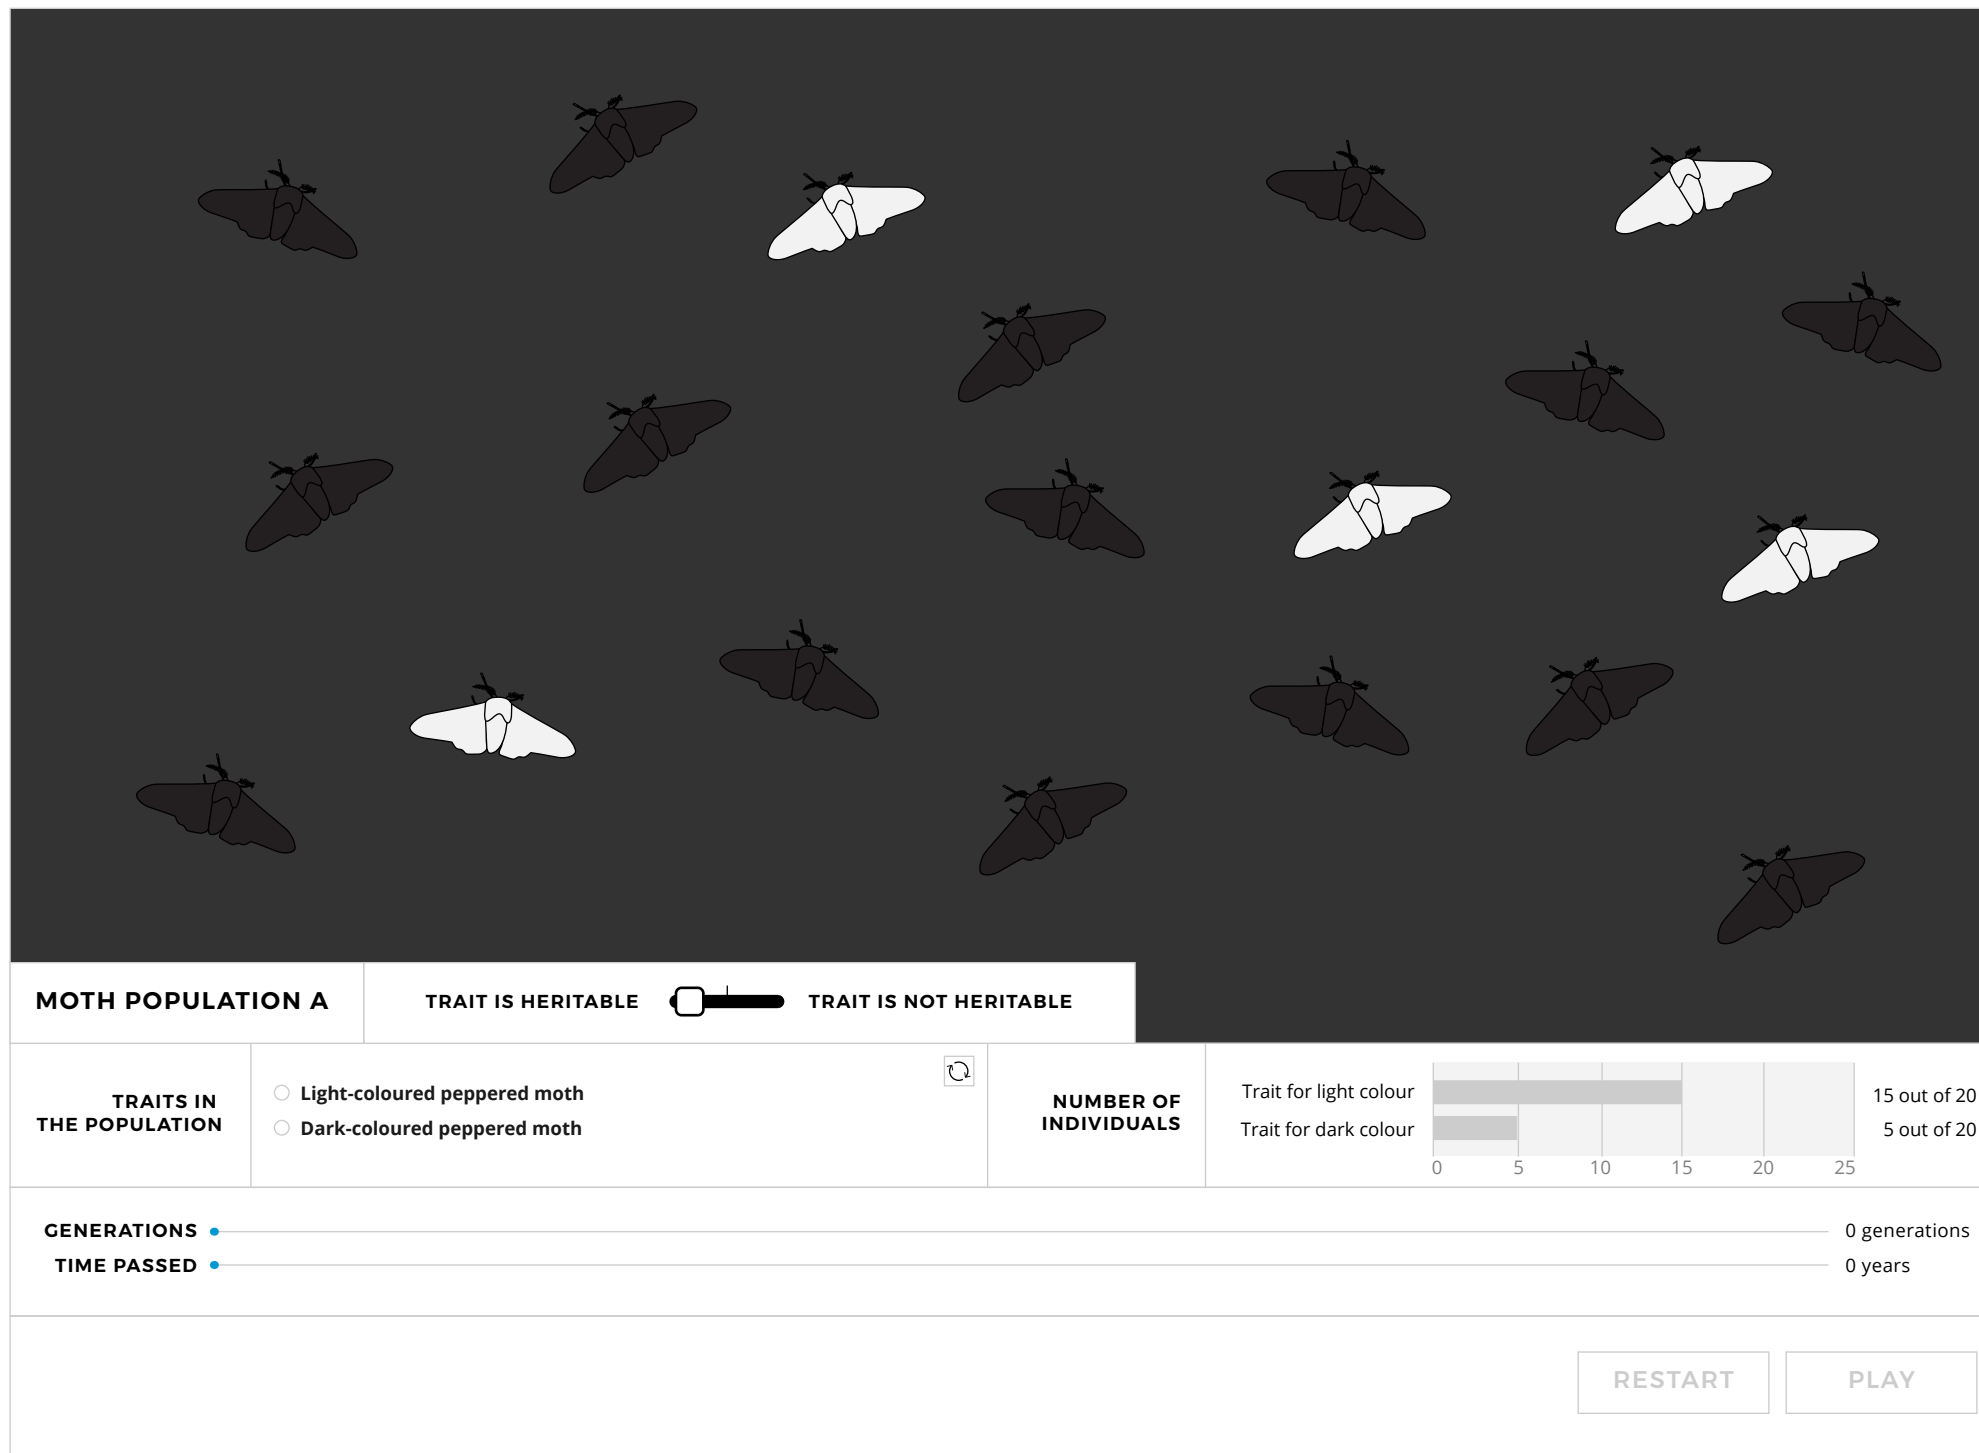 MOTH POPULATION A
TRAIT IS HERITABLE
TRAIT IS NOT HERITABLE
TRAITS IN
THE POPULATION
Light-coloured peppered moth
Dark-coloured peppered moth
NUMBER OF
INDIVIDUALS
Trait for light colour
15 out of 20
Trait for dark colour
5 out of 20
0 5 10 15 20 25
GENERATIONS
0 generations
TIME PASSED
0 years
RESTART
PLAY